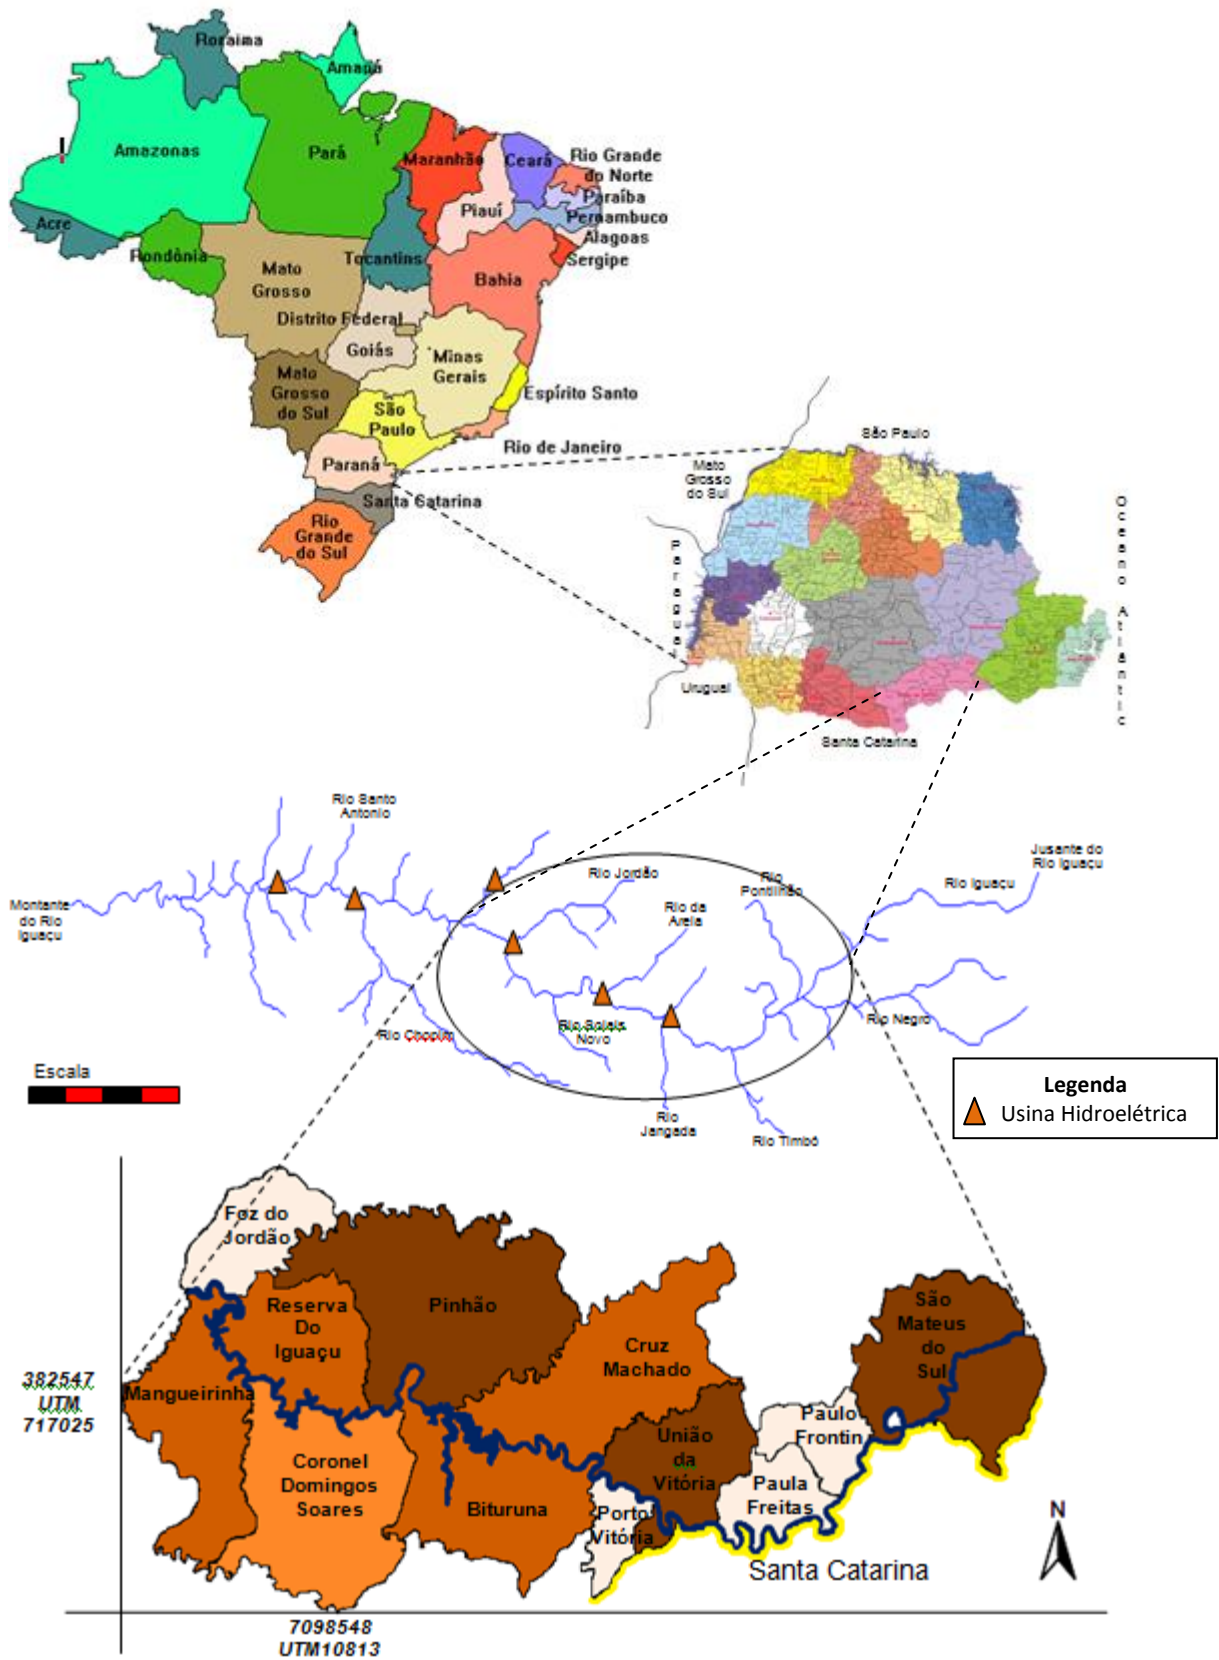 Roraima
Amapá
Amazonas
Pará
Maranhão
Ceará
Rio Grande
do Norte
Paraíba
Piauí
Pernambuco
Acre
Alagoas
Rondônia
Tocantins
Sergipe
Mato
Grosso
Bahia
Distrito Federal
Goiás
Minas
Gerais
Mato
Grosso
do Sul
Espírito Santo
São
Paulo
Rio de Janeiro
Paraná
Santa Catarina
Rio
Grande
do Sul
São Paulo
Mato
Grosso
do Sul
Paraguai
Oceano Atlantic
Uruguai
Santa Catarina
Rio Santo
Antonio
Jusante do
Rio Iguaçu
Rio Jordão
Rio
Pontilhão
Rio Iguaçu
Montante
do Rio
Iguaçu
Rio da
Areia
Rio Chopim
Novo
Rio Negro
Escala
Rio
Jangada
Rio Timbó
Legenda
Usina Hidroelétrica
Foz do
Jordão
Reserva
Do
Iguaçu
Pinhão
São
Mateus
do
Sul
Cruz
Machado
382547
UTM
717025
Mangueirinha
Paulo
Frontin
União
da
Vitória
Coronel
Domingos
Soares
Paula
Freitas
Bituruna
Porto
Vitória
N
Santa Catarina
7098548
UTM10813